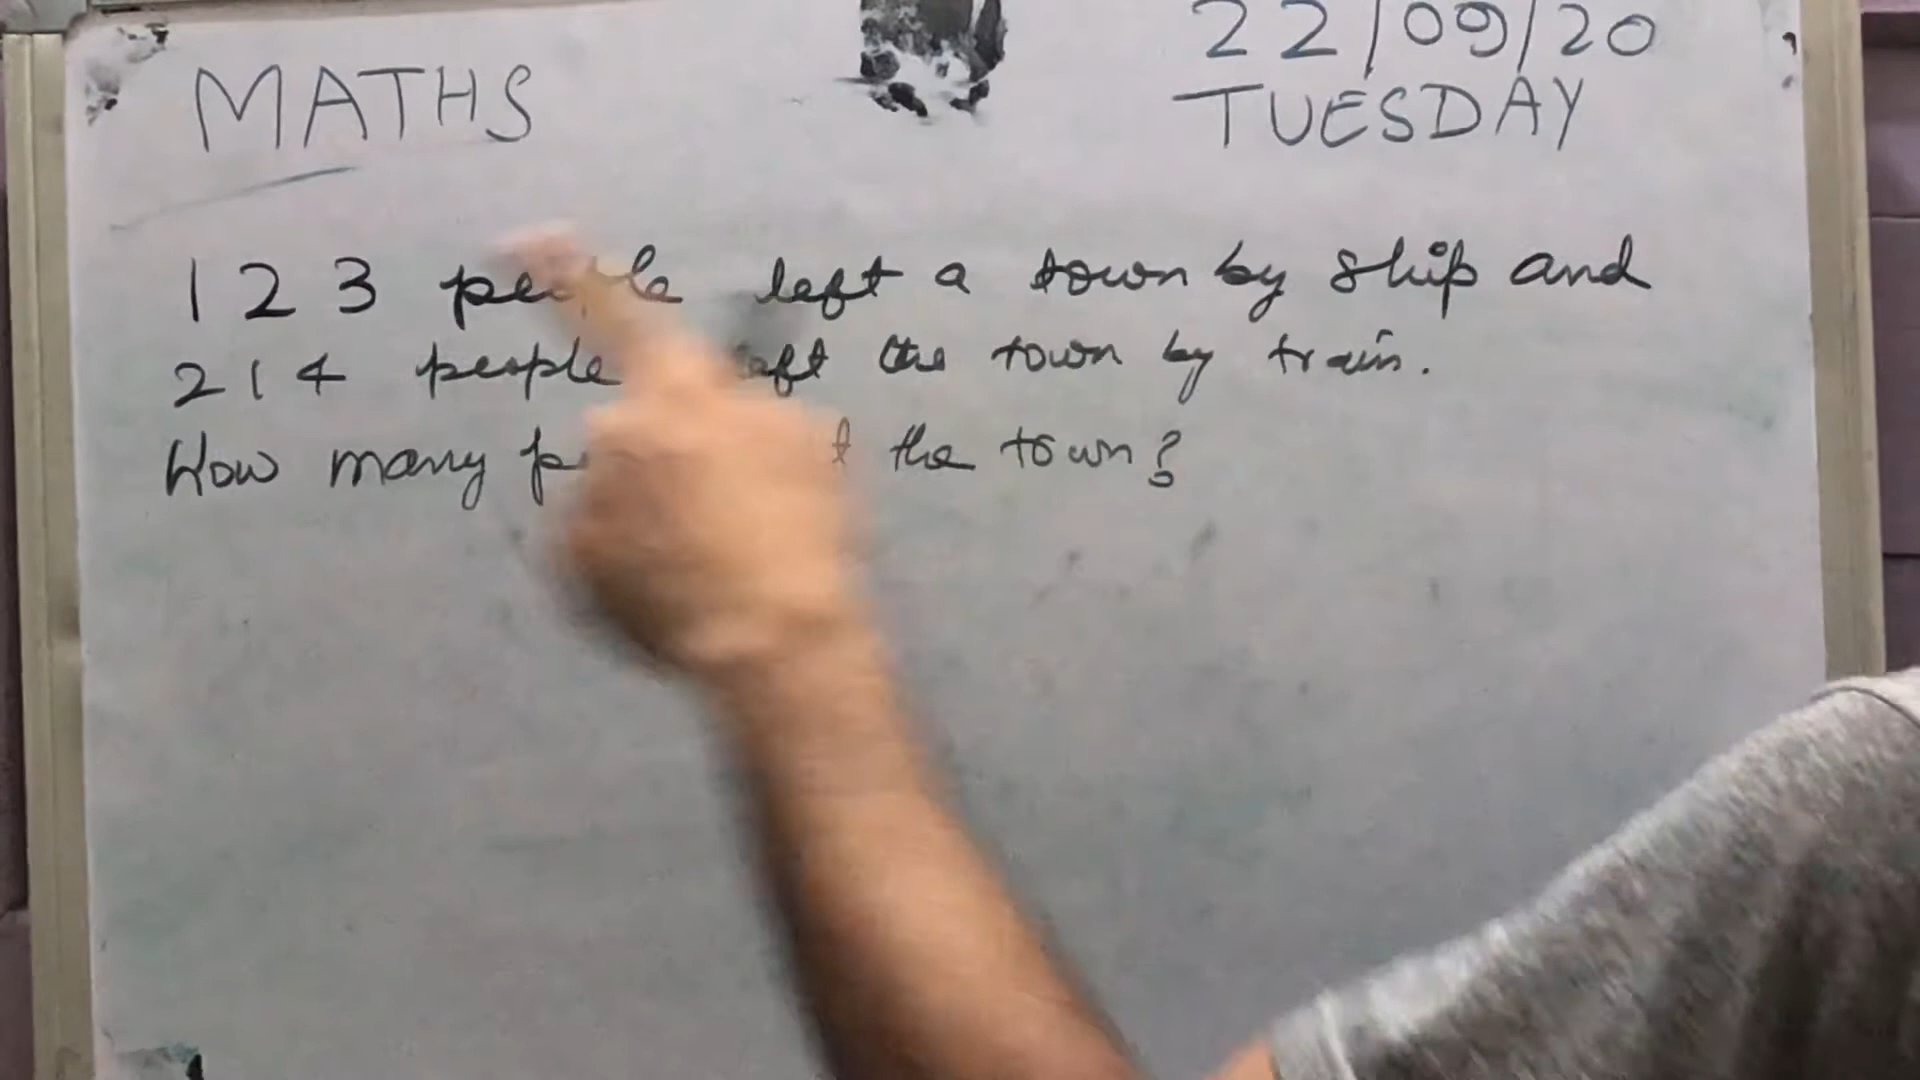 MATHS
22/09/20
TUESDAY
123 people left a town by ship and
214 people left the town by train.
How many the town?